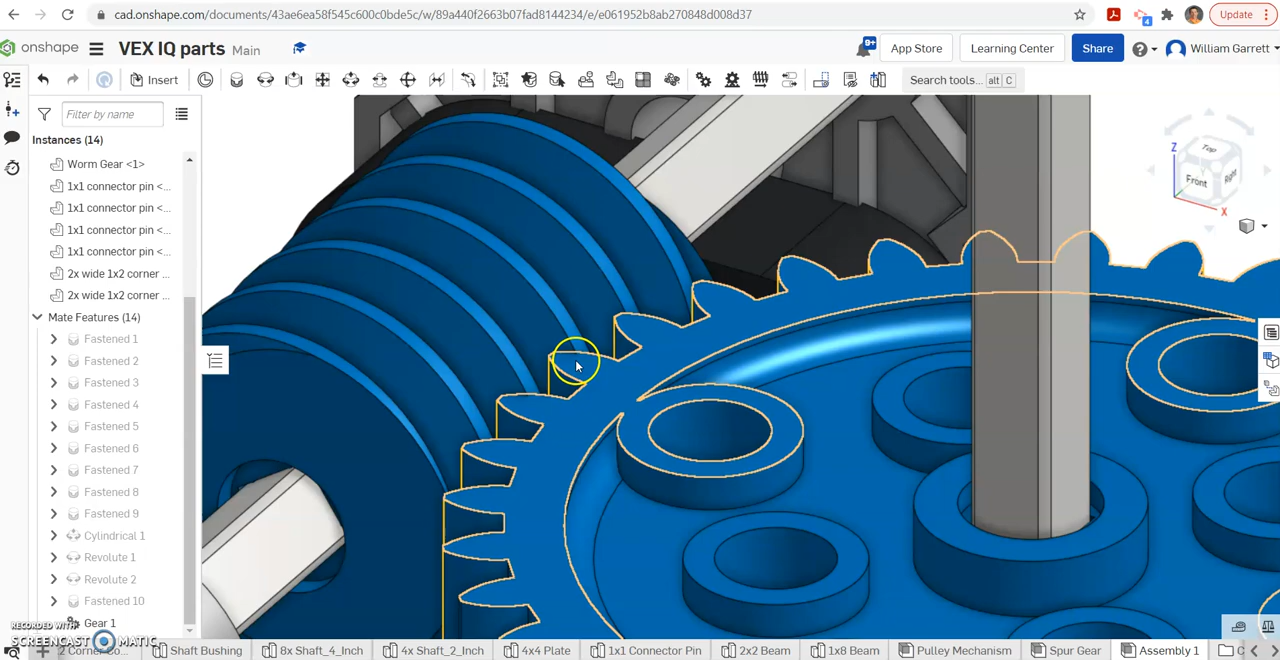 cad.onshape.com/documents/43ae6ea58f545c600c0bde5c/w/89a440f2663b07fad8144234/e/e061952b8ab270848d008d37
4
Update
onshape
VEX IQ parts Main
9+
App Store
Learning Center
Share
William Garrett
Insert
Search tools... alt C
Filter by name
Instances (14)
Worm Gear <1>
1x1 connector pin <...
1x1 connector pin <...
1x1 connector pin <...
1x1 connector pin <...
2x wide 1x2 corner ...
2x wide 1x2 corner ...
Mate Features (14)
Fastened 1
Fastened 2
Fastened 3
Fastened 4
Fastened 5
Fastened 6
Fastened 7
Fastened 8
Fastened 9
Cylindrical 1
Revolute 1
Revolute 2
Fastened 10
Gear 1
Z
Top
Front
Right
X
RECORDED WITH
SCREENCAST MATIC
2 Corner Co...
Shaft Bushing
8x Shaft_4_Inch
4x Shaft_2_Inch
4x4 Plate
1x1 Connector Pin
2x2 Beam
1x8 Beam
Pulley Mechanism
Spur Gear
Assembly 1
C